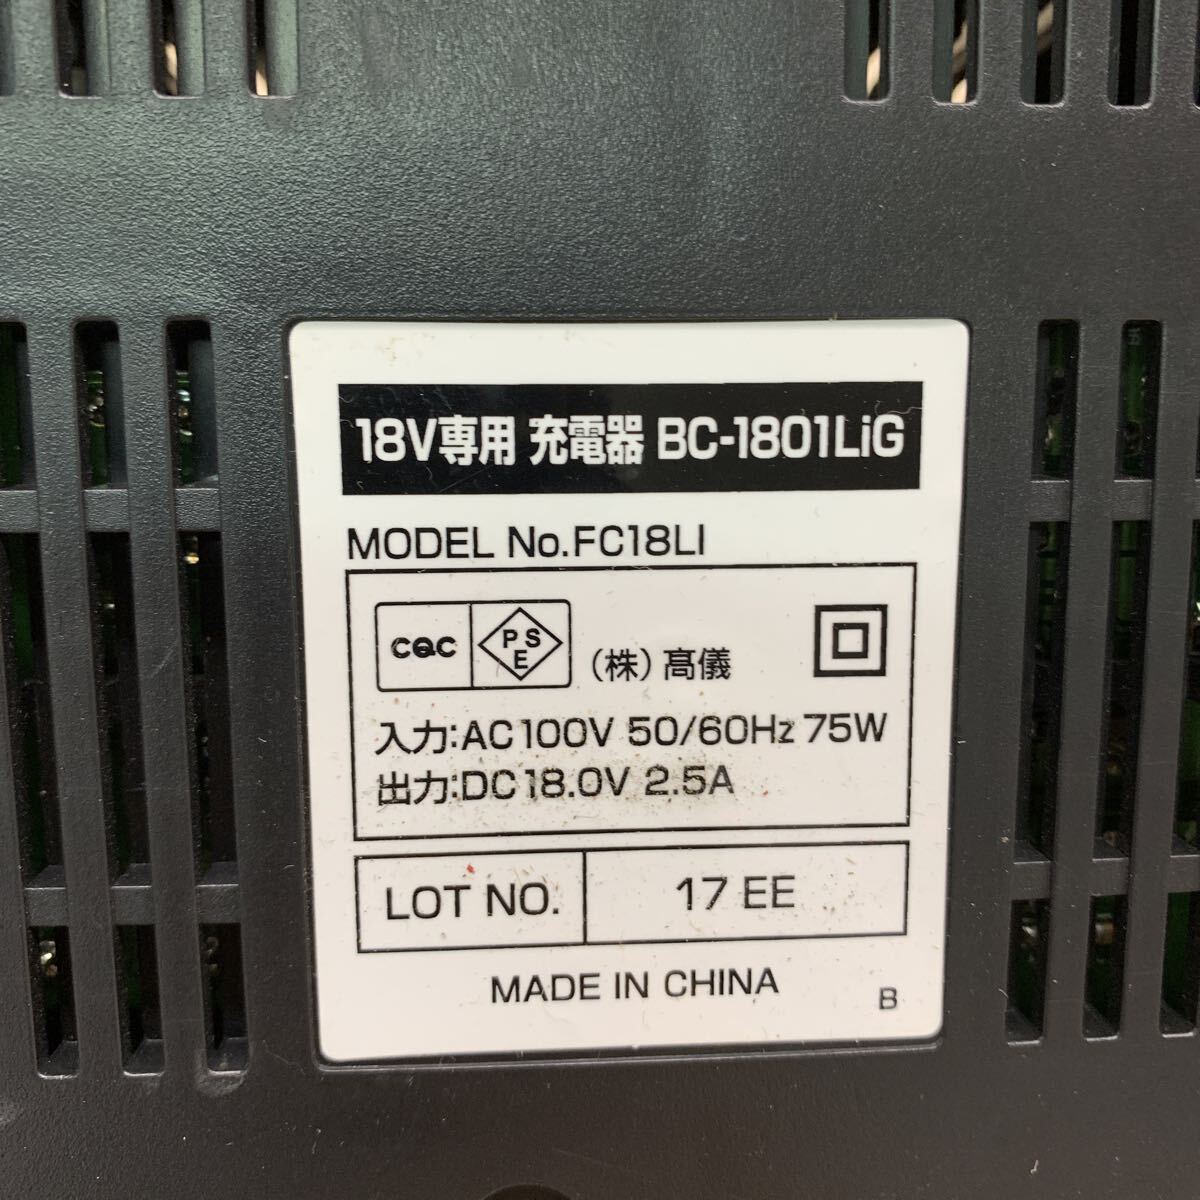 18V専用 充電器 BC-1801LiG
MODEL No.FC18LI
CQC PSE (株)髙儀
入力:AC100V 50/60Hz 75W
出力:DC18.0V 2.5A
LOT NO. 17 EE
MADE IN CHINA
B